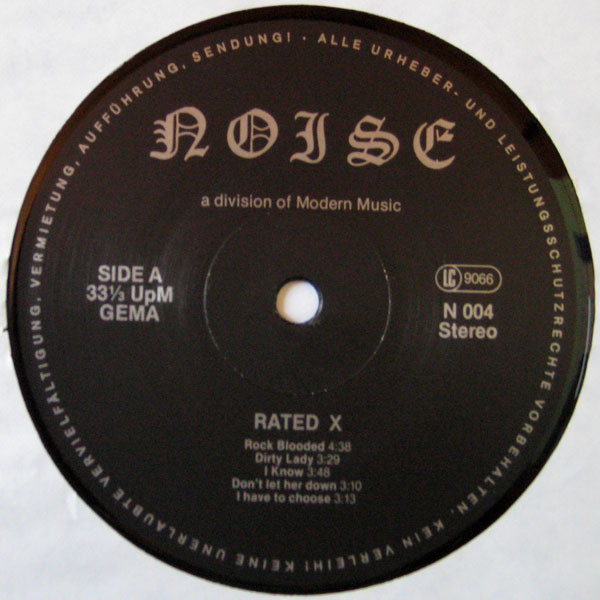 KEINE UNERLAUBTE VERVIELFÄLTIGUNG, VERMIETUNG, AUFFÜHRUNG, SENDUNG! · ALLE URHEBER- UND LEISTUNGSSCHUTZRECHTE VORBEHALTEN. KEIN VERLEIH!
NOISE
a division of Modern Music
SIDE A
33⅓ UpM
GEMA
LC 9066
N 004
Stereo
RATED X
Rock Blooded 4:38
Dirty Lady 3:29
I Know 3:48
Don't let her down 3:10
I have to choose 3:13